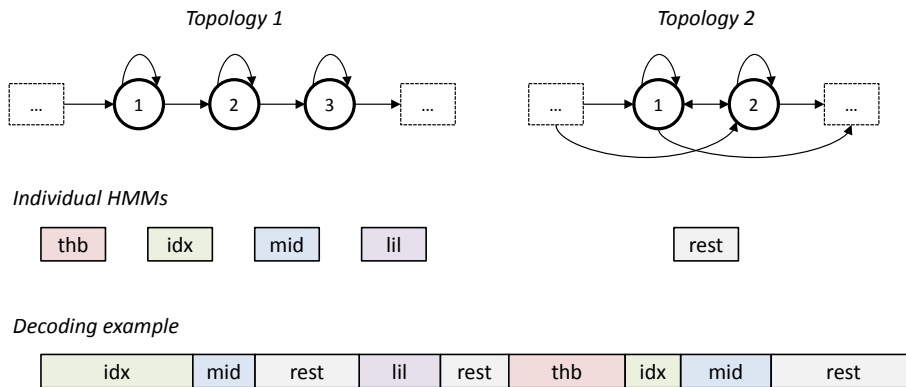 Topology 1 Topology 2
... 1 2 3 ... ... 1 2 ...
Individual HMMs
thb idx mid lil rest
Decoding example
idx mid rest lil rest thb idx mid rest